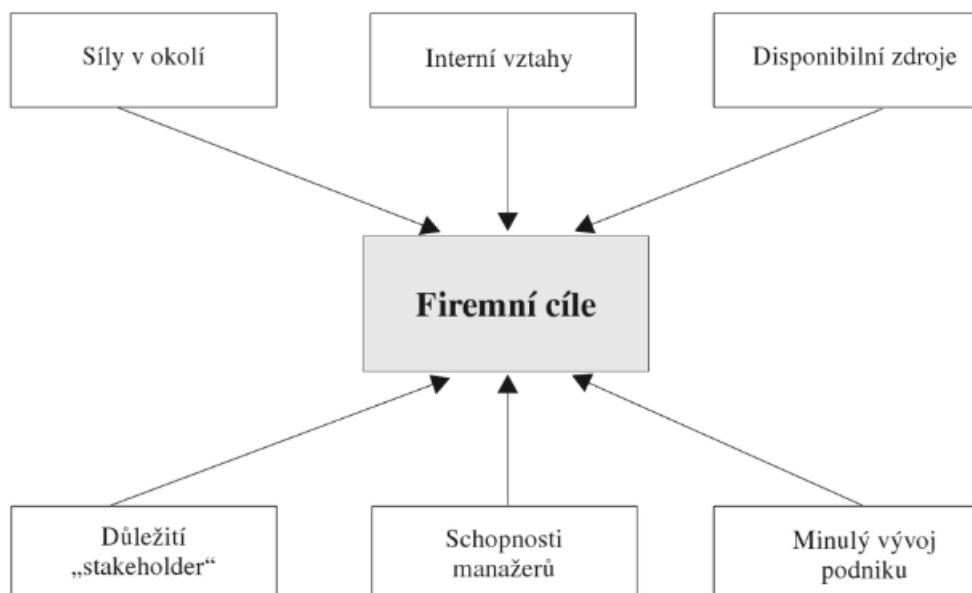 Síly v okolí
Interní vztahy
Disponibilní zdroje
Firemní cíle
Důležití
„stakeholder“
Schopnosti
manažerů
Minulý vývoj
podniku